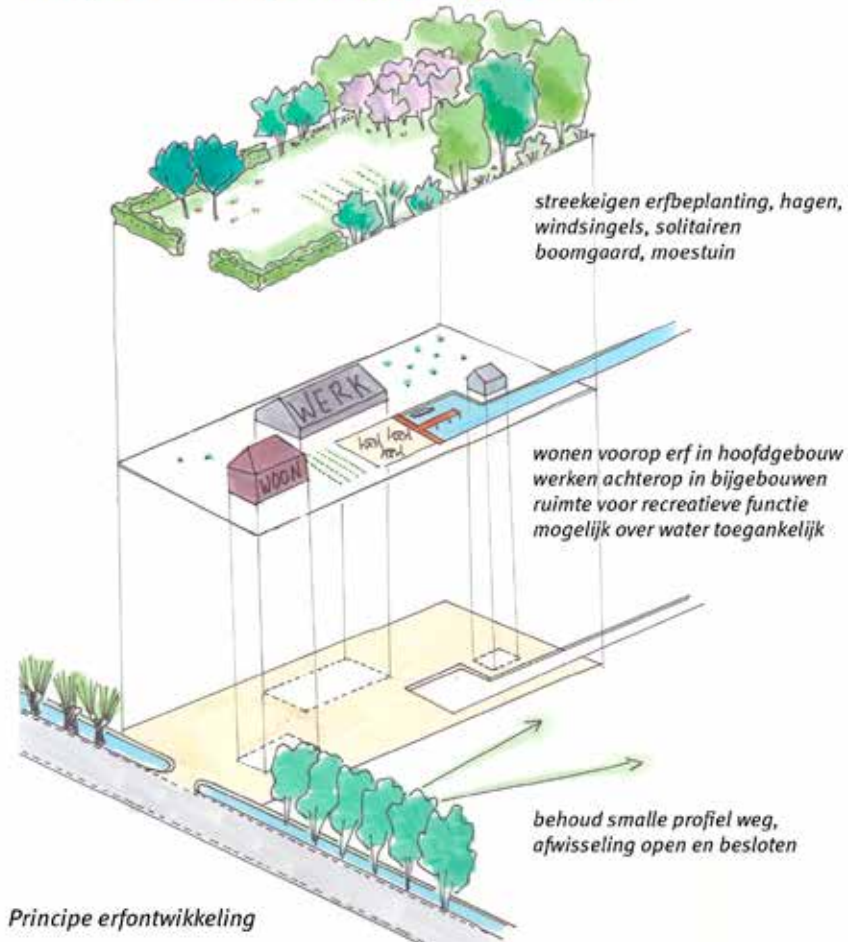 streekeigen erfbeplanting, hagen,
windsingels, solitairen
boomgaard, moestuin
WERK
WOON
wonen voorop erf in hoofdgebouw
werken achterop in bijgebouwen
ruimte voor recreatieve functie
mogelijk over water toegankelijk
behoud smalle profiel weg,
afwisseling open en besloten
Principe erfontwikkeling